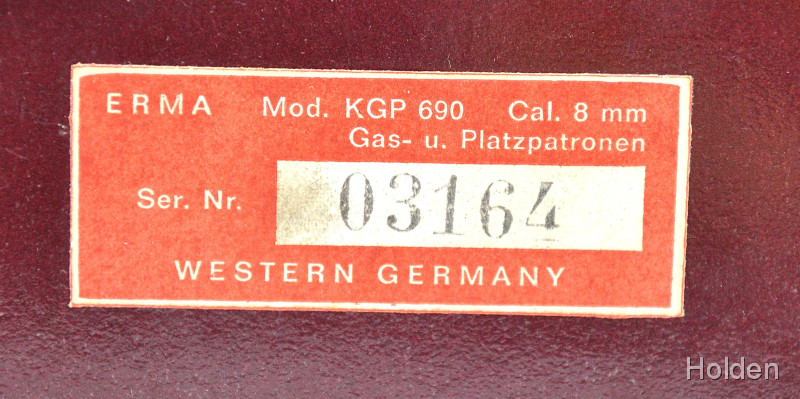 ERMA Mod. KGP 690 Cal. 8 mm
Gas- u. Platzpatronen
Ser. Nr. 03164
WESTERN GERMANY
Holden